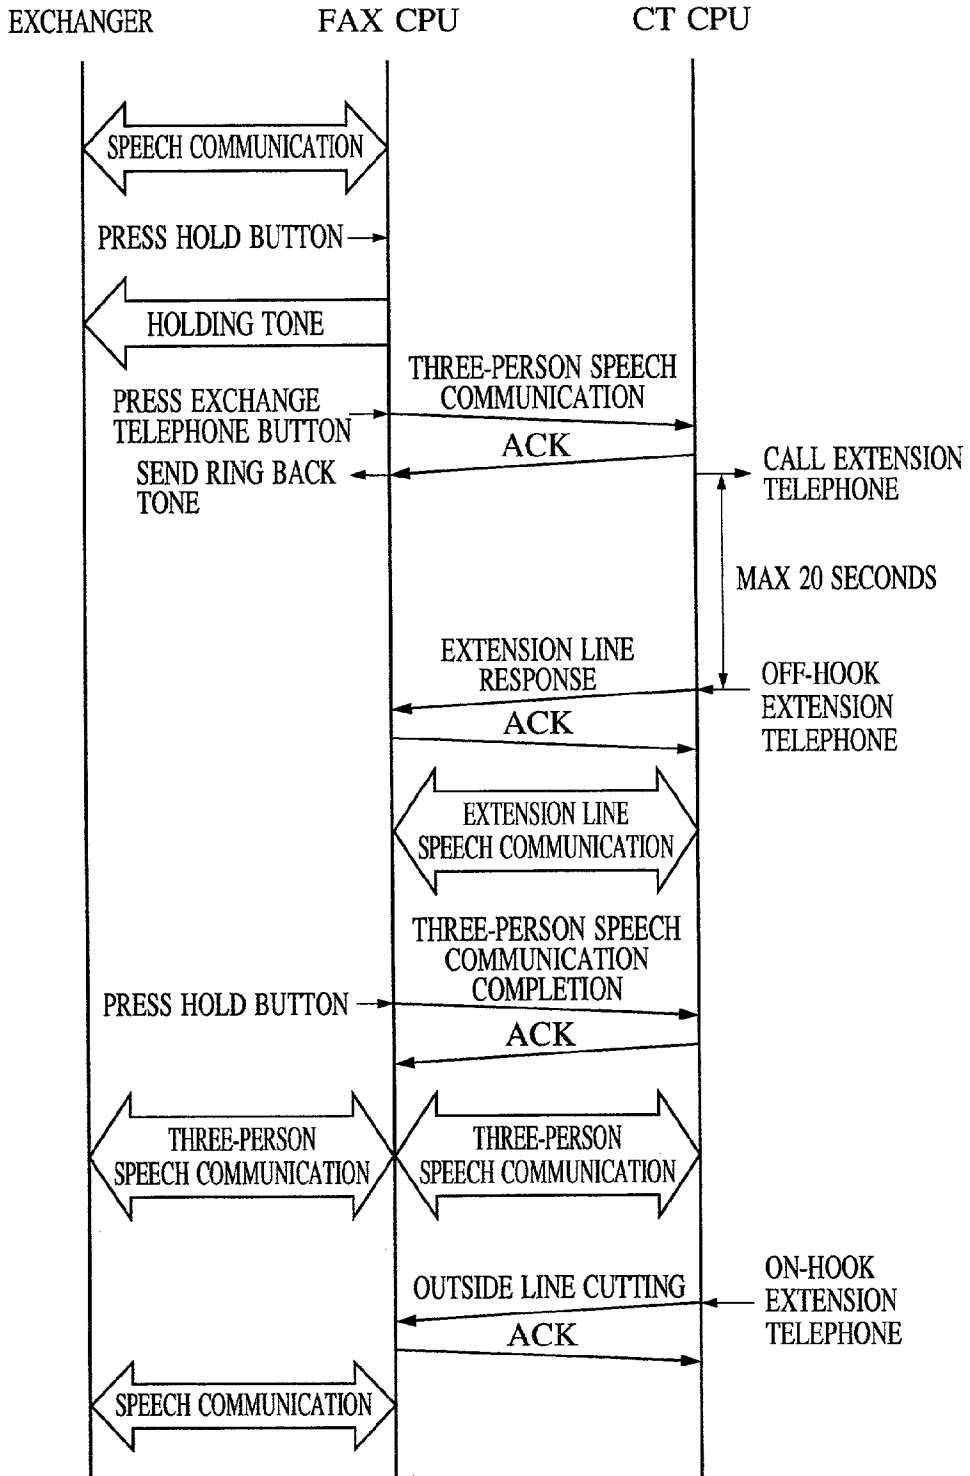 EXCHANGER
FAX CPU
CT CPU
SPEECH COMMUNICATION
PRESS HOLD BUTTON
HOLDING TONE
THREE-PERSON SPEECH
COMMUNICATION
PRESS EXCHANGE
TELEPHONE BUTTON
ACK
SEND RING BACK
TONE
CALL EXTENSION
TELEPHONE
MAX 20 SECONDS
EXTENSION LINE
RESPONSE
OFF-HOOK
EXTENSION
TELEPHONE
ACK
EXTENSION LINE
SPEECH COMMUNICATION
THREE-PERSON SPEECH
COMMUNICATION
COMPLETION
PRESS HOLD BUTTON
ACK
THREE-PERSON
SPEECH COMMUNICATION
THREE-PERSON
SPEECH COMMUNICATION
OUTSIDE LINE CUTTING
ON-HOOK
EXTENSION
TELEPHONE
ACK
SPEECH COMMUNICATION